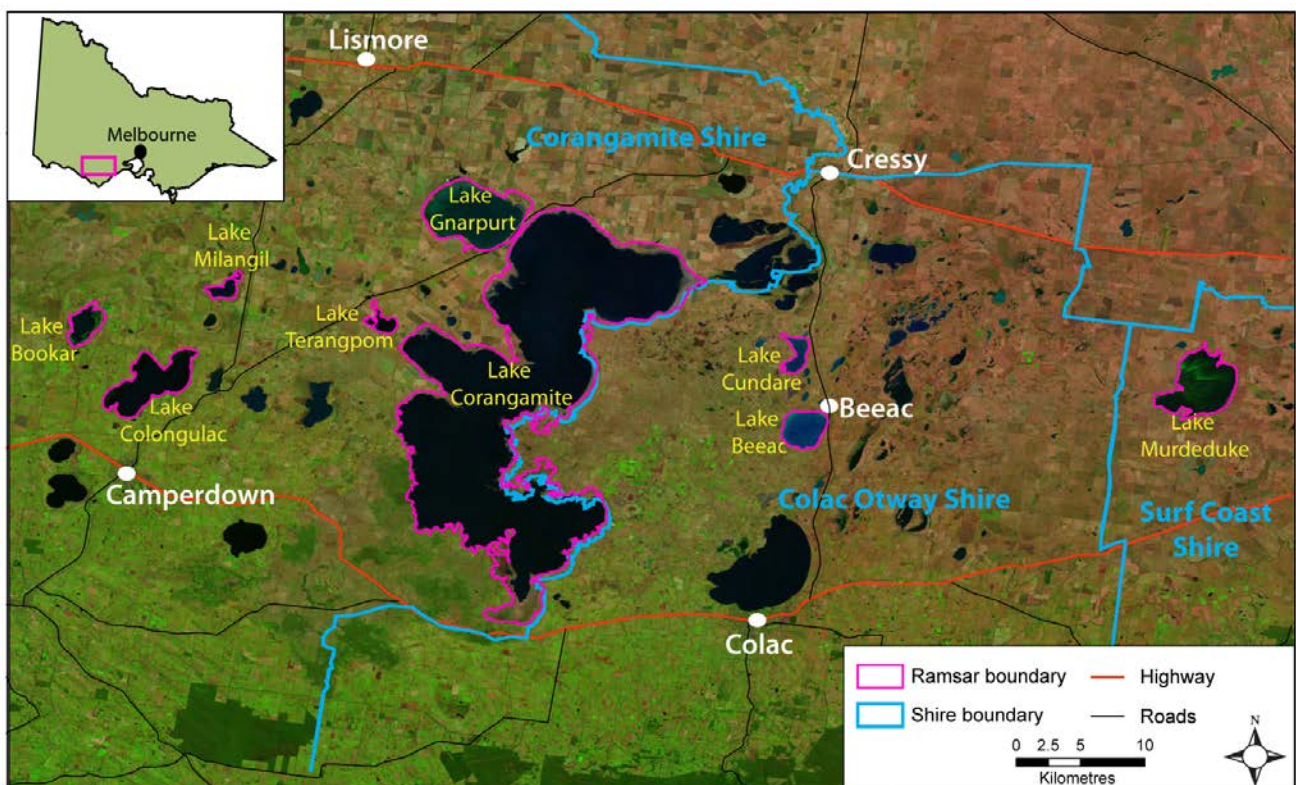 Melbourne
Lismore
Corangamite Shire
Cressy
Lake
Gnarpurt
Lake
Milangil
Lake
Bookar
Lake
Terangpom
Lake
Colongulac
Lake
Corangamite
Lake
Cundare
Beeac
Lake
Beeac
Lake
Murdeduke
Camperdown
Colac Otway Shire
Surf Coast
Shire
Colac
Ramsar boundary
Highway
Shire boundary
Roads
0 2.5 5 10
Kilometres
N